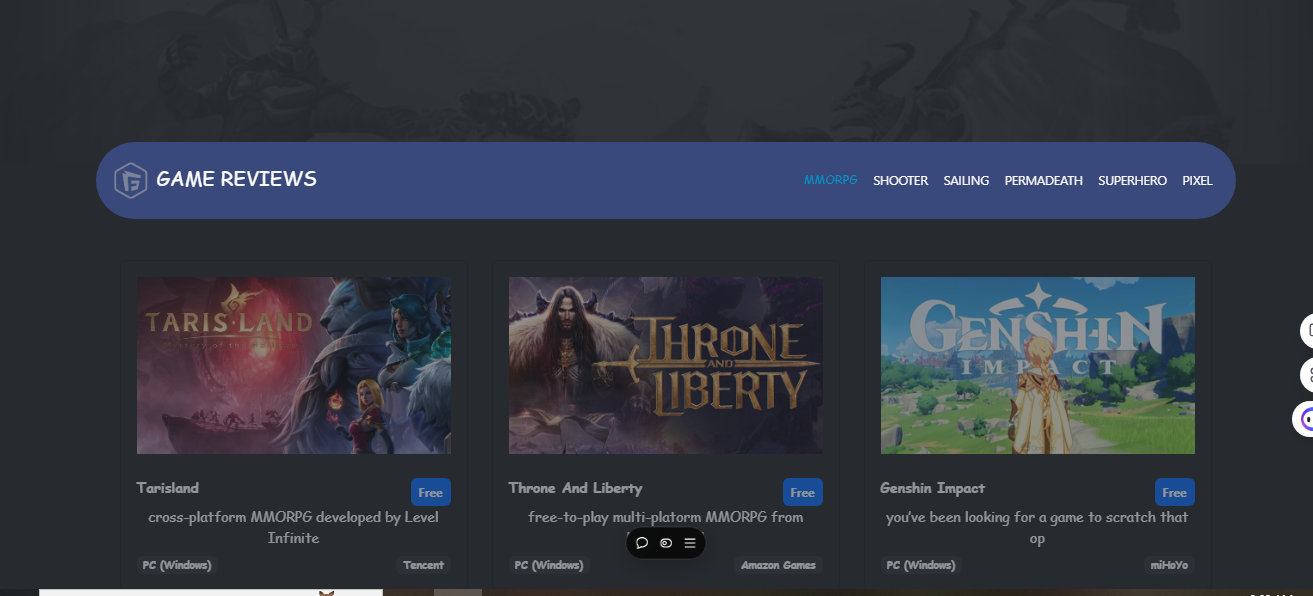 GAME REVIEWS
MMORPG SHOOTER SAILING PERMADEATH SUPERHERO PIXEL
TARISLAND
THRONE
AND
LIBERTY
GENSHIN
IMPACT
Tarisland
Free
cross-platform MMORPG developed by Level
Infinite
PC (Windows)
Tencent
Throne And Liberty
Free
free-to-play multi-platorm MMORPG from
PC (Windows)
Amazon Games
Genshin Impact
Free
you've been looking for a game to scratch that
op
PC (Windows)
miHoYo